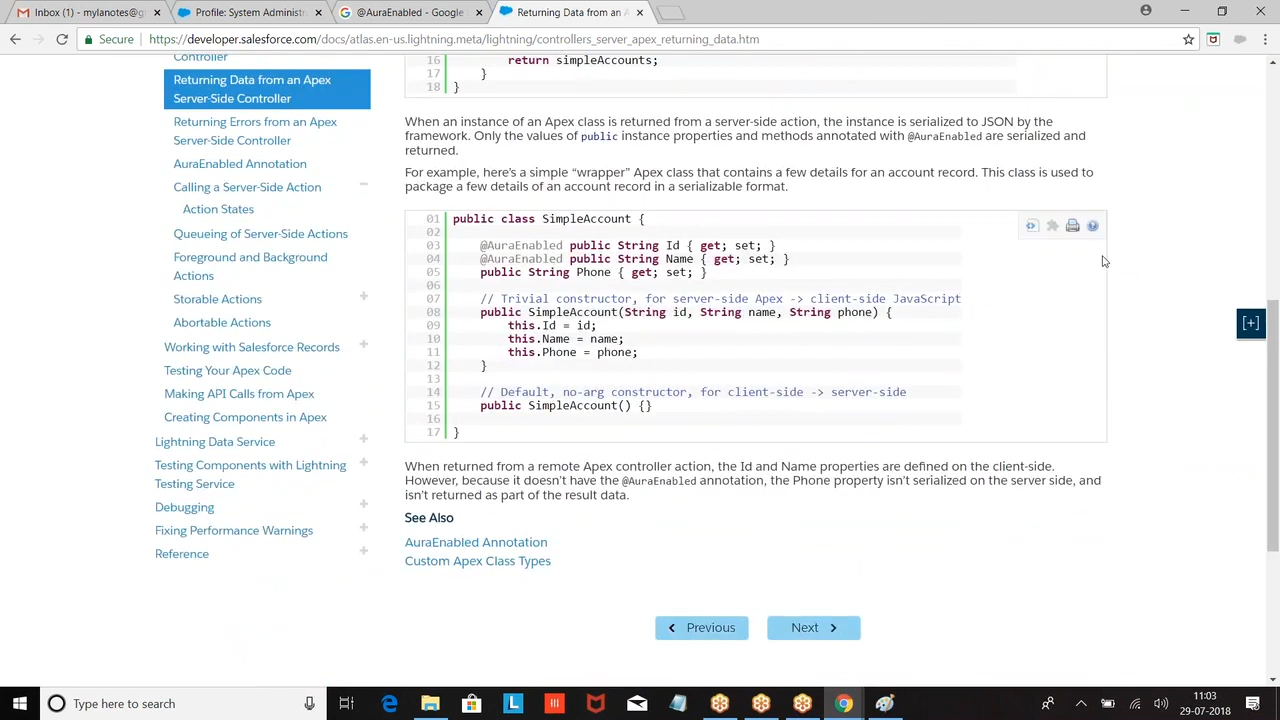 Inbox (1) - mylanotes@g
Profile: System Administr
@AuraEnabled - Google
Returning Data from an A
Secure
https://developer.salesforce.com/docs/atlas.en-us.lightning.meta/lightning/controllers_server_apex_returning_data.htm
Controller
Returning Data from an Apex
Server-Side Controller
Returning Errors from an Apex
Server-Side Controller
AuraEnabled Annotation
Calling a Server-Side Action
Action States
Queueing of Server-Side Actions
Foreground and Background
Actions
Storable Actions
Abortable Actions
Working with Salesforce Records
Testing Your Apex Code
Making API Calls from Apex
Creating Components in Apex
Lightning Data Service
Testing Components with Lightning
Testing Service
Debugging
Fixing Performance Warnings
Reference
16 return simpleAccounts;
17 }
18 }
When an instance of an Apex class is returned from a server-side action, the instance is serialized to JSON by the
framework. Only the values of public instance properties and methods annotated with @AuraEnabled are serialized and
returned.
For example, here's a simple “wrapper” Apex class that contains a few details for an account record. This class is used to
package a few details of an account record in a serializable format.
01 public class SimpleAccount {
02
03 @AuraEnabled public String Id { get; set; }
04 @AuraEnabled public String Name { get; set; }
05 public String Phone { get; set; }
06
07 // Trivial constructor, for server-side Apex -> client-side JavaScript
08 public SimpleAccount(String id, String name, String phone) {
09 this.Id = id;
10 this.Name = name;
11 this.Phone = phone;
12 }
13
14 // Default, no-arg constructor, for client-side -> server-side
15 public SimpleAccount() {}
16
17 }
When returned from a remote Apex controller action, the Id and Name properties are defined on the client-side.
However, because it doesn't have the @AuraEnabled annotation, the Phone property isn't serialized on the server side, and
isn't returned as part of the result data.
See Also
AuraEnabled Annotation
Custom Apex Class Types
Previous
Next
[+]
Type here to search
11:03
29-07-2018